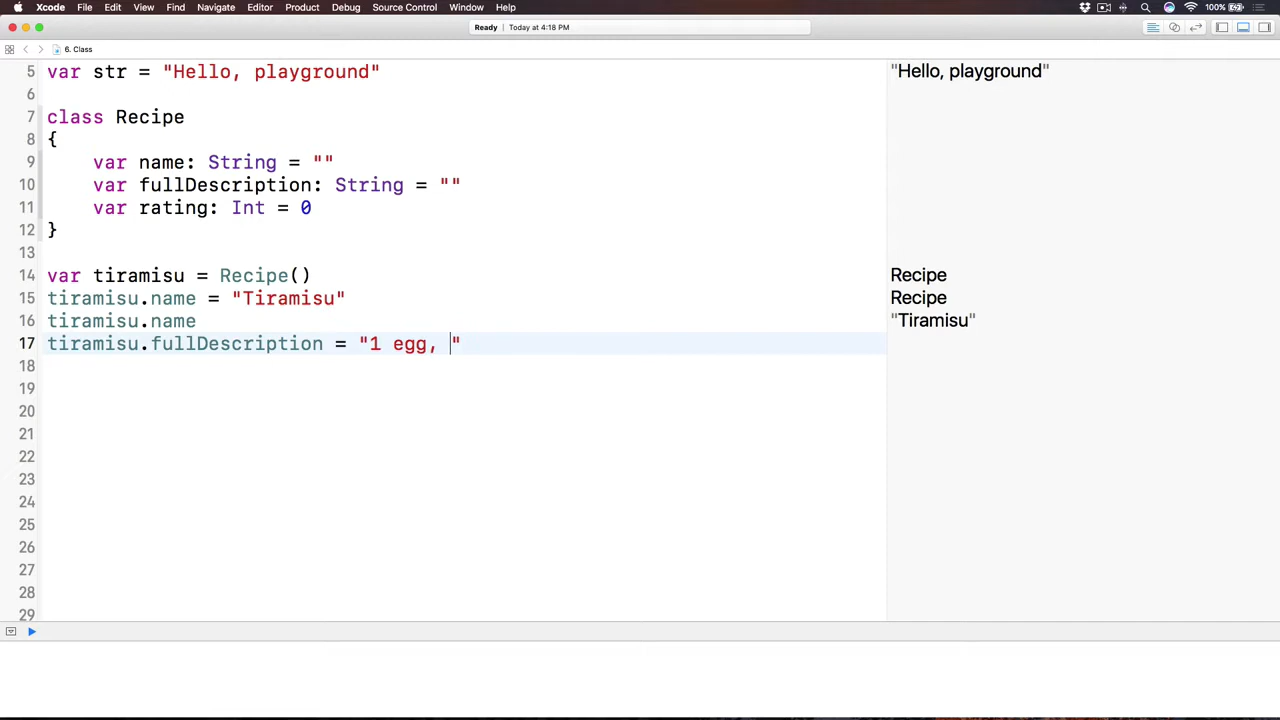 Xcode File Edit View Find Navigate Editor Product Debug Source Control Window Help 100%
Ready | Today at 4:18 PM
6. Class
5 var str = "Hello, playground" "Hello, playground"
6
7 class Recipe
8 {
9 var name: String = ""
10 var fullDescription: String = ""
11 var rating: Int = 0
12 }
13
14 var tiramisu = Recipe() Recipe
15 tiramisu.name = "Tiramisu" Recipe
16 tiramisu.name "Tiramisu"
17 tiramisu.fullDescription = "1 egg, "
18
19
20
21
22
23
24
25
26
27
28
29